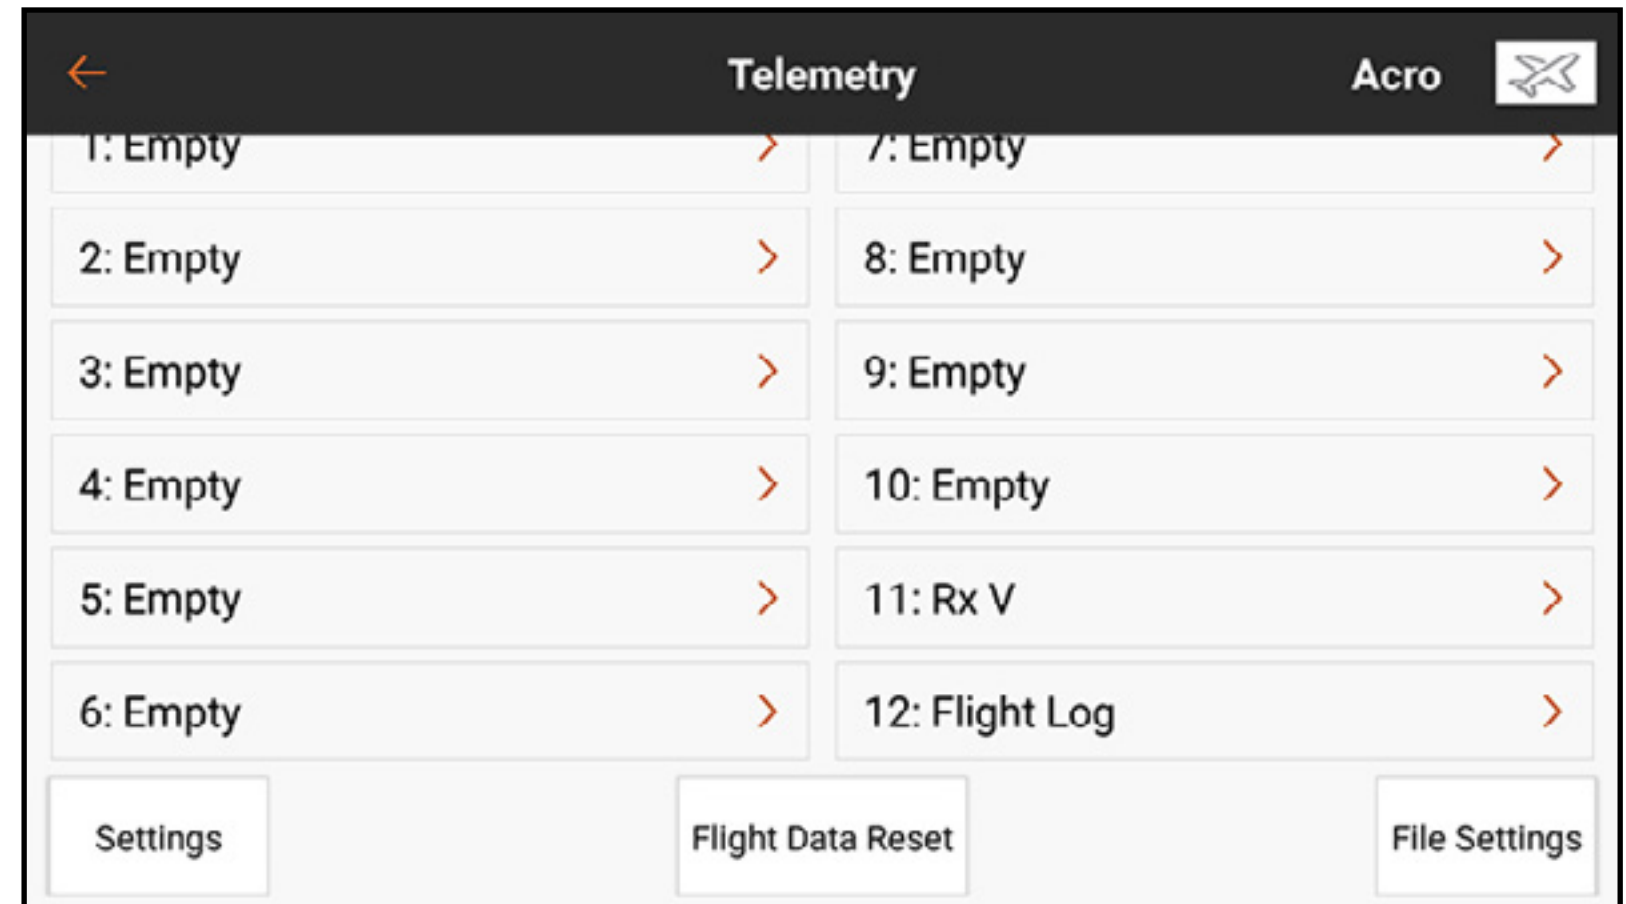 Telemetry
Acro
1: Empty
7: Empty
2: Empty
8: Empty
3: Empty
9: Empty
4: Empty
10: Empty
5: Empty
11: Rx V
6: Empty
12: Flight Log
Settings
Flight Data Reset
File Settings